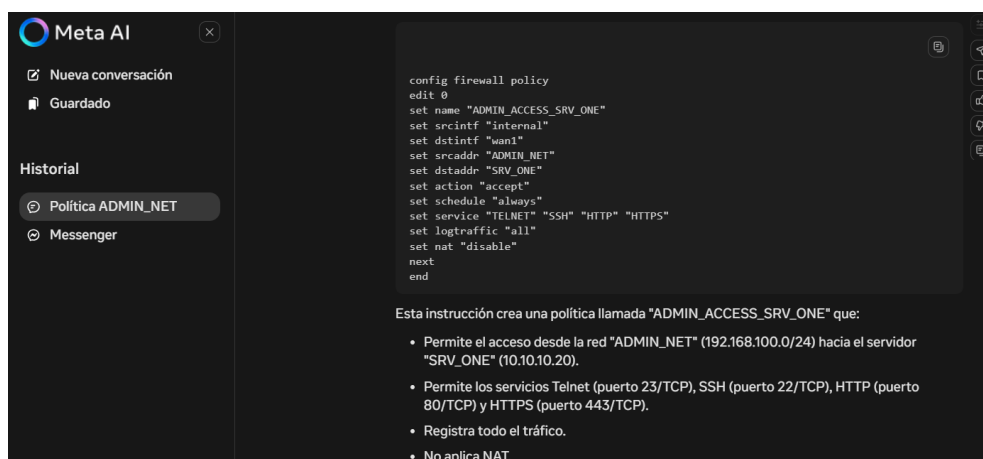 Meta AI
Nueva conversación
Guardado
Historial
Política ADMIN_NET
Messenger
config firewall policy
edit 0
set name "ADMIN_ACCESS_SRV_ONE"
set srcintf "internal"
set dstintf "wan1"
set srcaddr "ADMIN_NET"
set dstaddr "SRV_ONE"
set action "accept"
set schedule "always"
set service "TELNET" "SSH" "HTTP" "HTTPS"
set logtraffic "all"
set nat "disable"
next
end
Esta instrucción crea una política llamada "ADMIN_ACCESS_SRV_ONE" que:
• Permite el acceso desde la red "ADMIN_NET" (192.168.100.0/24) hacia el servidor
"SRV_ONE" (10.10.10.20).
• Permite los servicios Telnet (puerto 23/TCP), SSH (puerto 22/TCP), HTTP (puerto
80/TCP) y HTTPS (puerto 443/TCP).
• Registra todo el tráfico.
• No aplica NAT